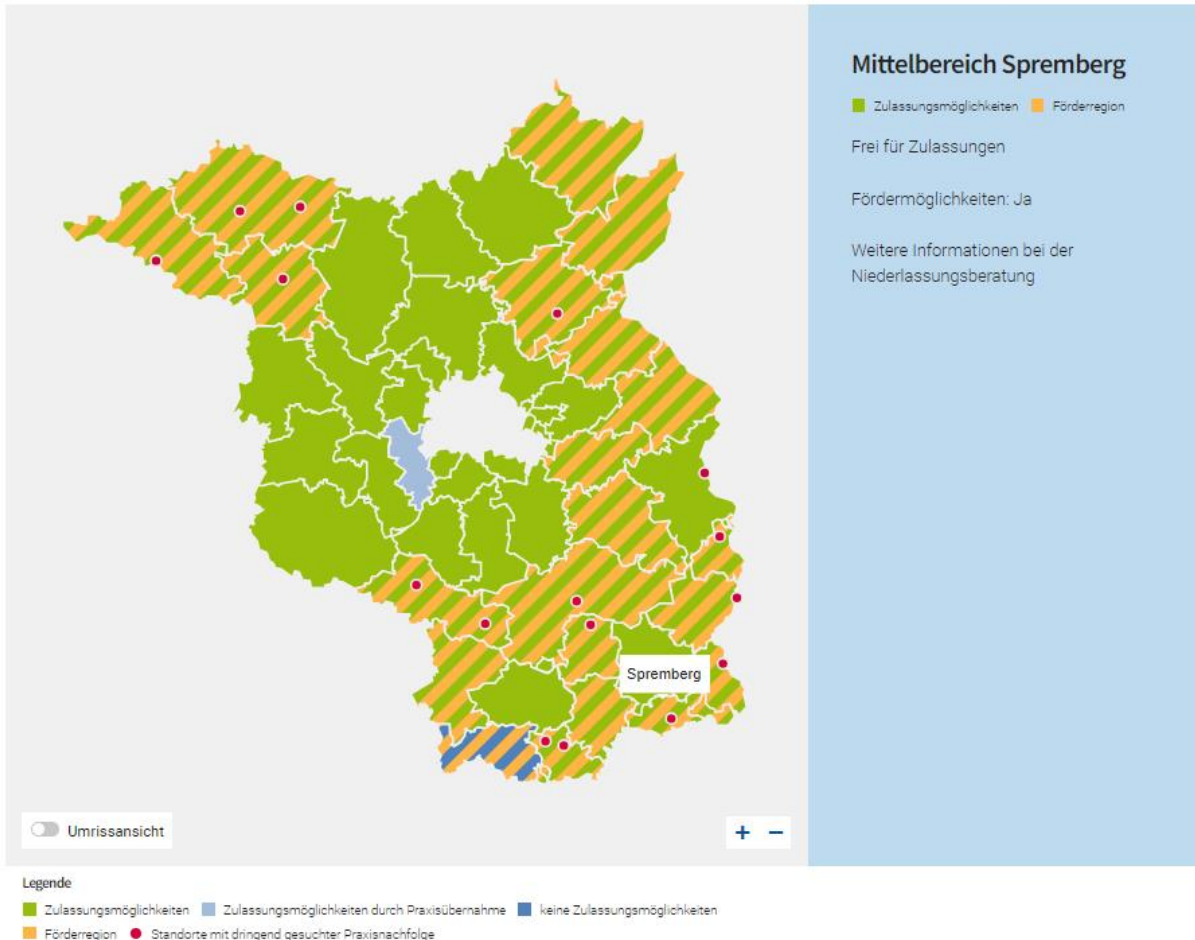 Mittelbereich Spremberg
Zulassungsmöglichkeiten Förderregion
Frei für Zulassungen
Fördermöglichkeiten: Ja
Weitere Informationen bei der
Niederlassungsberatung
Spremberg
Umrissansicht
+ −
Legende
Zulassungsmöglichkeiten Zulassungsmöglichkeiten durch Praxisübernahme keine Zulassungsmöglichkeiten
Förderregion Standorte mit dringend gesuchter Praxisnachfolge